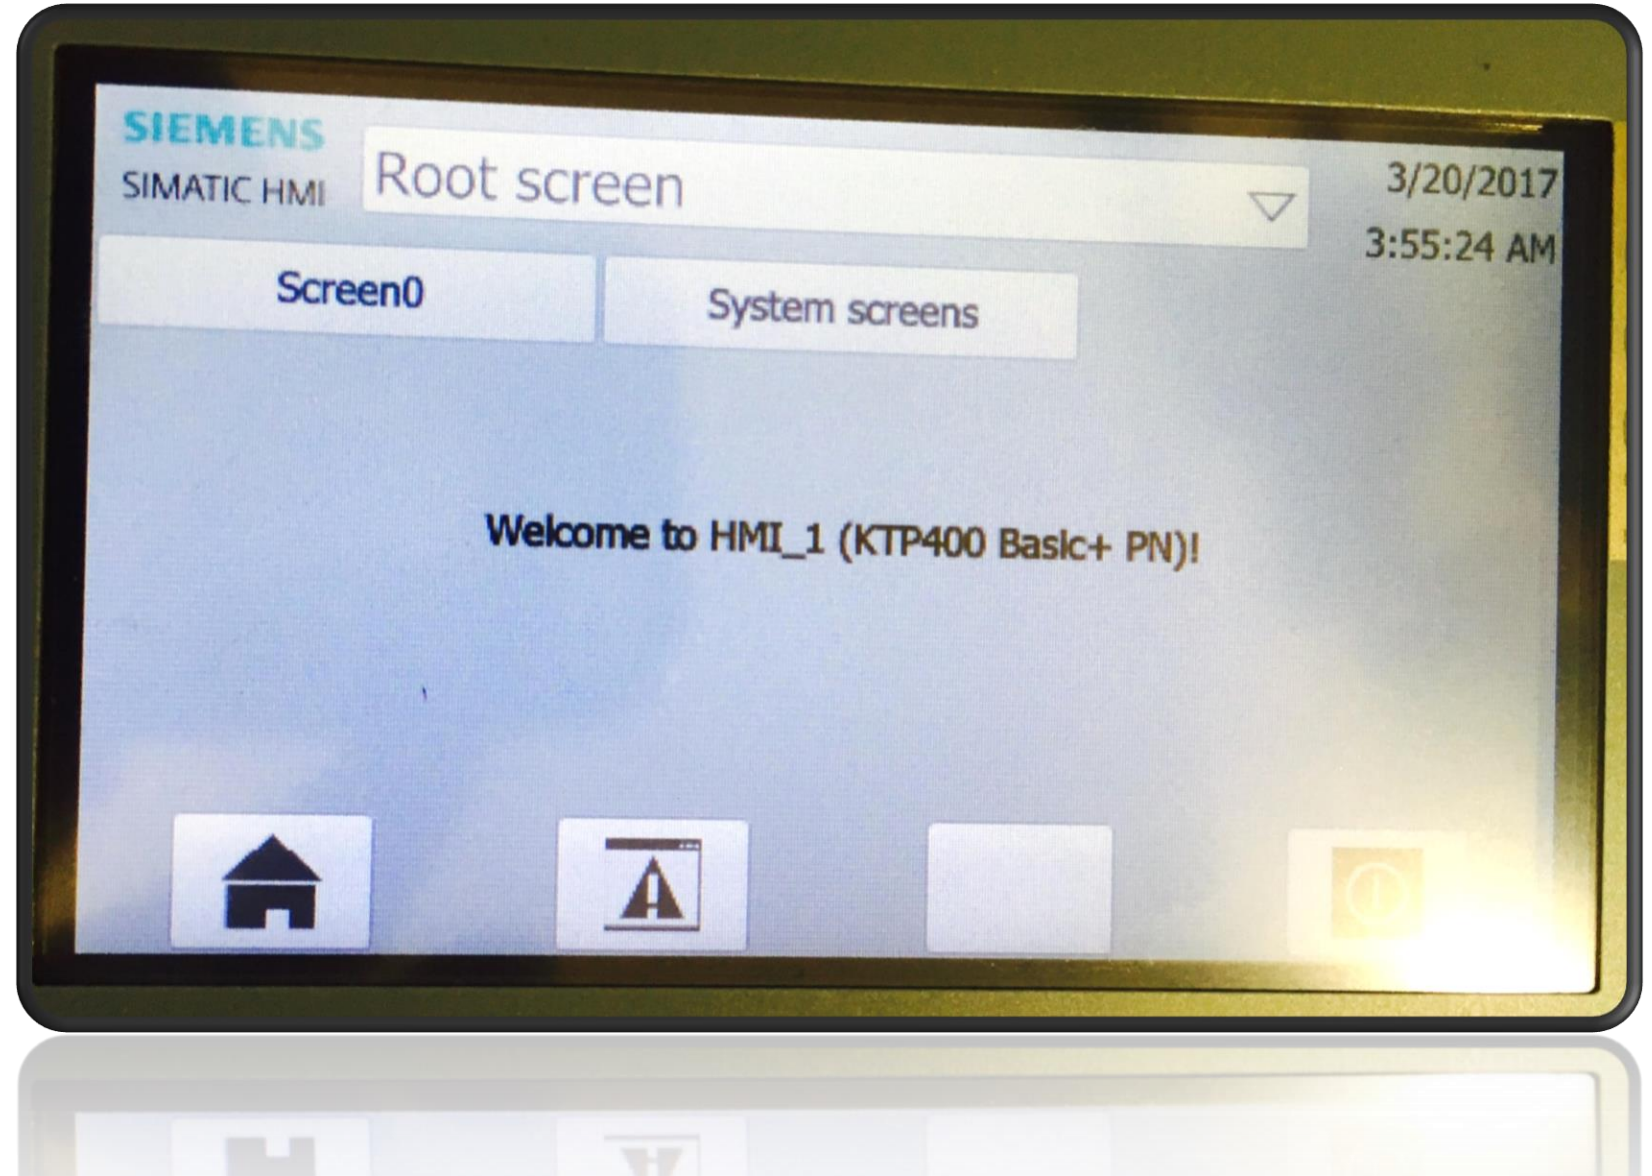 SIEMENS
SIMATIC HMI
Root screen
3/20/2017
3:55:24 AM
Screen0
System screens
Welcome to HMI_1 (KTP400 Basic+ PN)!